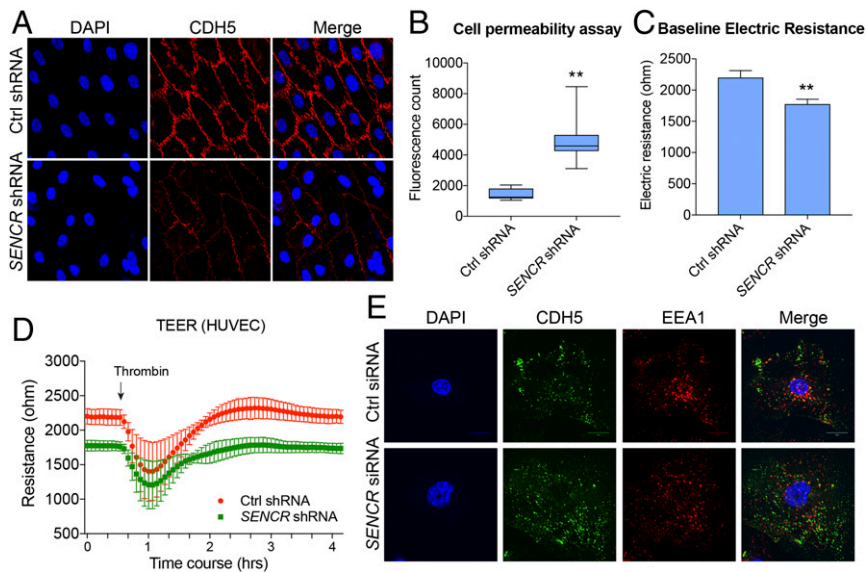 A
DAPI
CDH5
Merge
Ctrl shRNA
SENCR shRNA
B
Cell permeability assay
Fluorescence count
10000
8000
6000
4000
2000
0
**
Ctrl shRNA
SENCR shRNA
C
Baseline Electric Resistance
Electric resistance (ohm)
2500
2000
1500
1000
500
0
**
Ctrl shRNA
SENCR shRNA
D
TEER (HUVEC)
Resistance (ohm)
3000
2500
2000
1500
1000
500
Thrombin
Ctrl shRNA
SENCR shRNA
0
1
2
3
4
Time course (hrs)
E
DAPI
CDH5
EEA1
Merge
Ctrl siRNA
SENCR siRNA